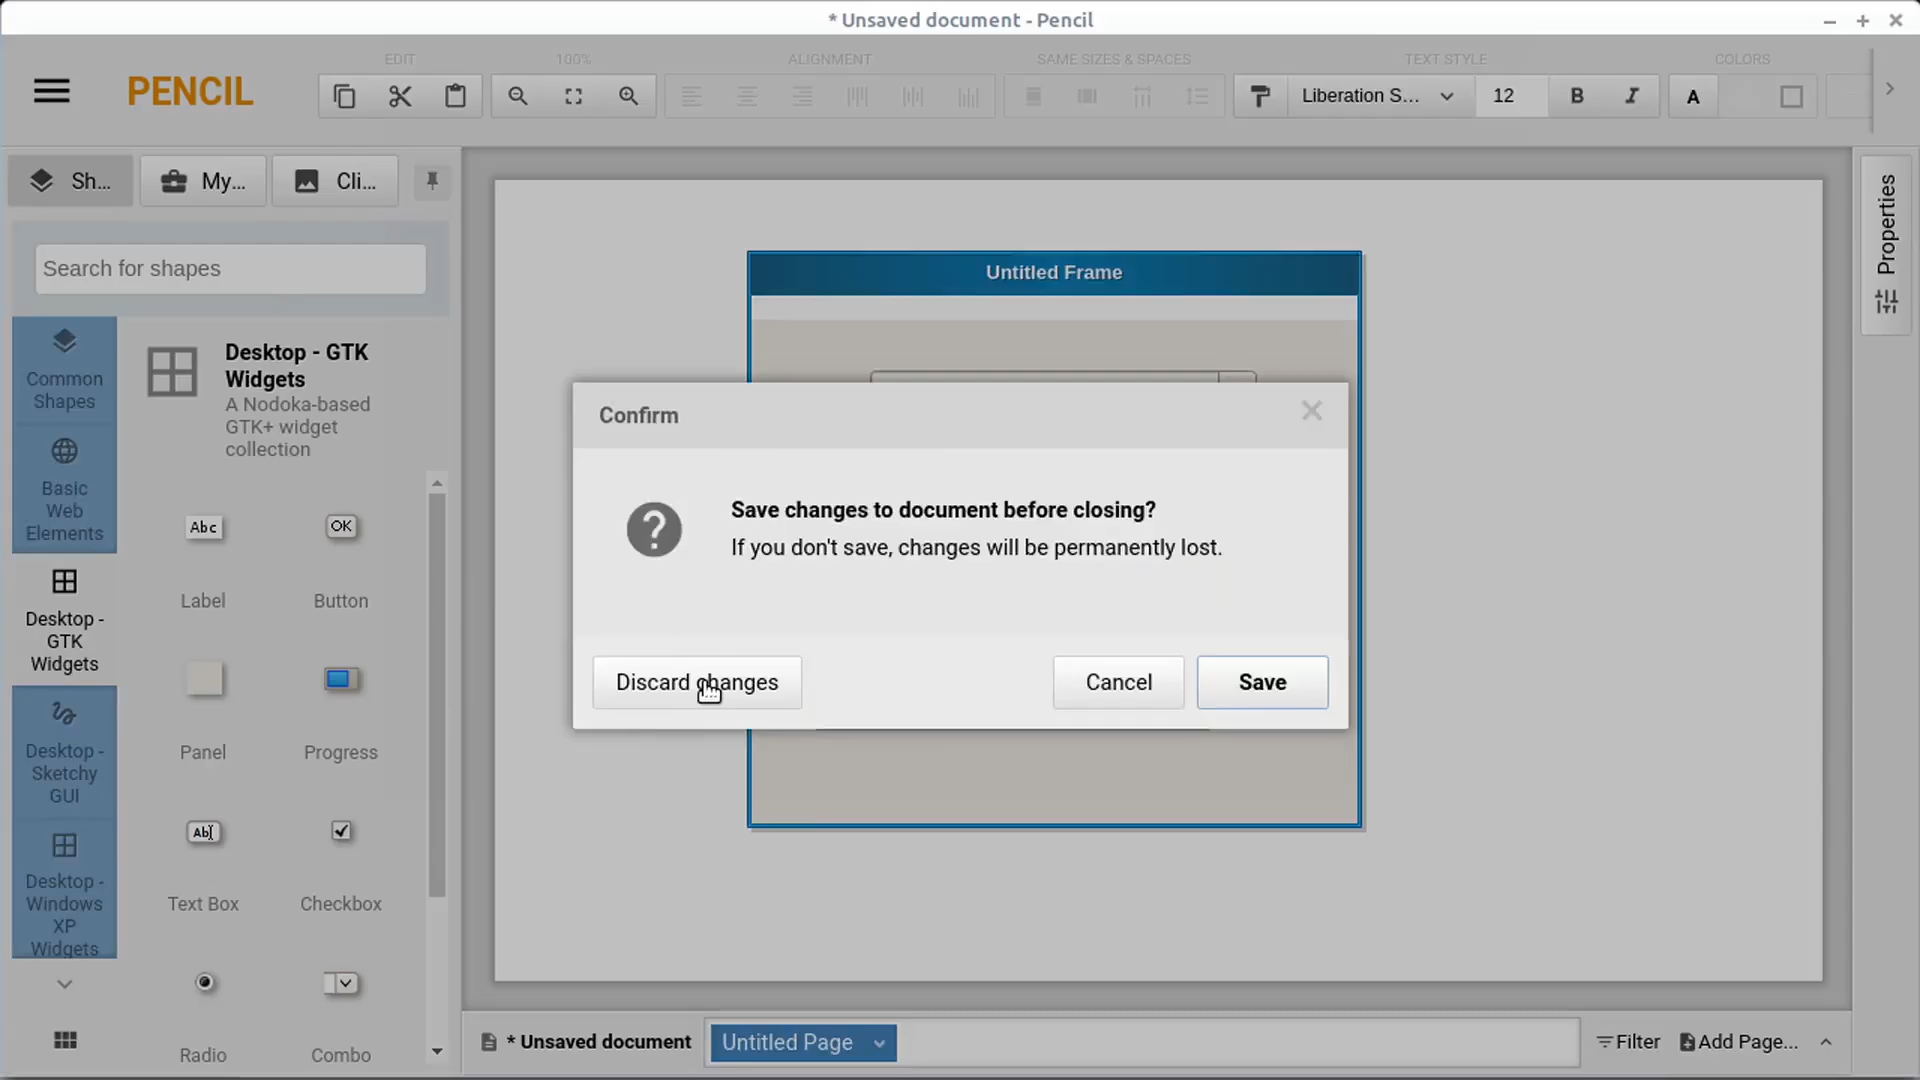 * Unsaved document - Pencil
EDIT
100%
ALIGNMENT
SAME SIZES & SPACES
TEXT STYLE
COLORS
PENCIL
Liberation S...
12
B
I
A
Sh...
My...
Cli...
Search for shapes
Common
Shapes
Basic
Web
Elements
Desktop -
GTK
Widgets
Desktop -
Sketchy
GUI
Desktop -
Windows
XP
Widgets
Desktop - GTK
Widgets
A Nodoka-based
GTK+ widget
collection
Abc
OK
Label
Button
Panel
Progress
Ab
Text Box
Checkbox
Radio
Combo
Untitled Frame
Confirm
Save changes to document before closing?
If you don't save, changes will be permanently lost.
Discard changes
Cancel
Save
Properties
* Unsaved document
Untitled Page
Filter
Add Page...